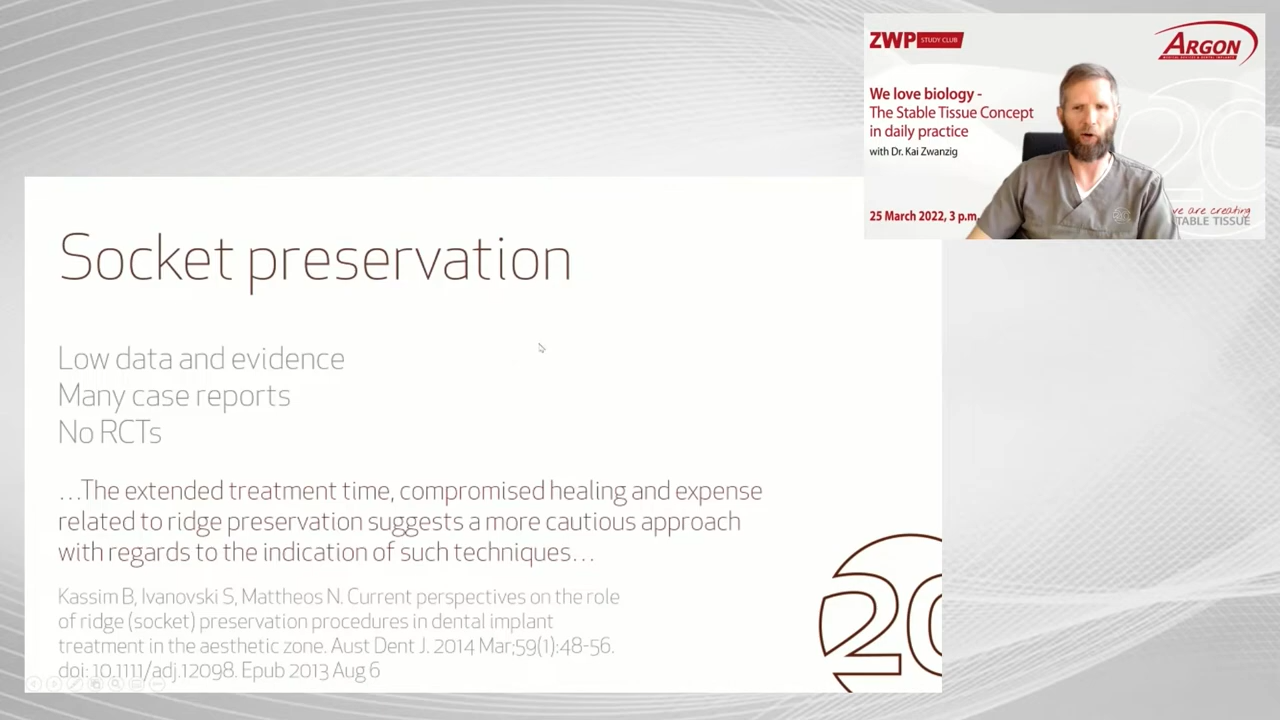 ZWP STUDY CLUB
ARGON
We love biology -
The Stable Tissue Concept
in daily practice
with Dr. Kai Zwanzig
25 March 2022, 3 p.m.
ve are creating
TABLE TISSUE
Socket preservation
Low data and evidence
Many case reports
No RCTs
…The extended treatment time, compromised healing and expense
related to ridge preservation suggests a more cautious approach
with regards to the indication of such techniques…
Kassim B, Ivanovski S, Mattheos N. Current perspectives on the role
of ridge (socket) preservation procedures in dental implant
treatment in the aesthetic zone. Aust Dent J. 2014 Mar;59(1):48-56.
doi: 10.1111/adj.12098. Epub 2013 Aug 6
20